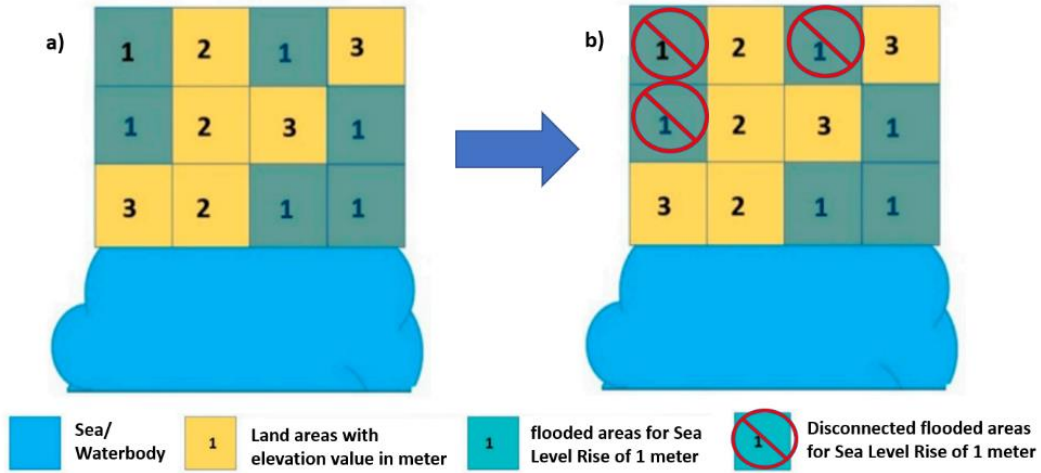 a)
1 2 1 3
1 2 3 1
3 2 1 1
b)
1 2 1 3
1 2 3 1
3 2 1 1
Sea/
Waterbody
1
Land areas with
elevation value in meter
1
flooded areas for Sea
Level Rise of 1 meter
1
Disconnected flooded areas
for Sea Level Rise of 1 meter